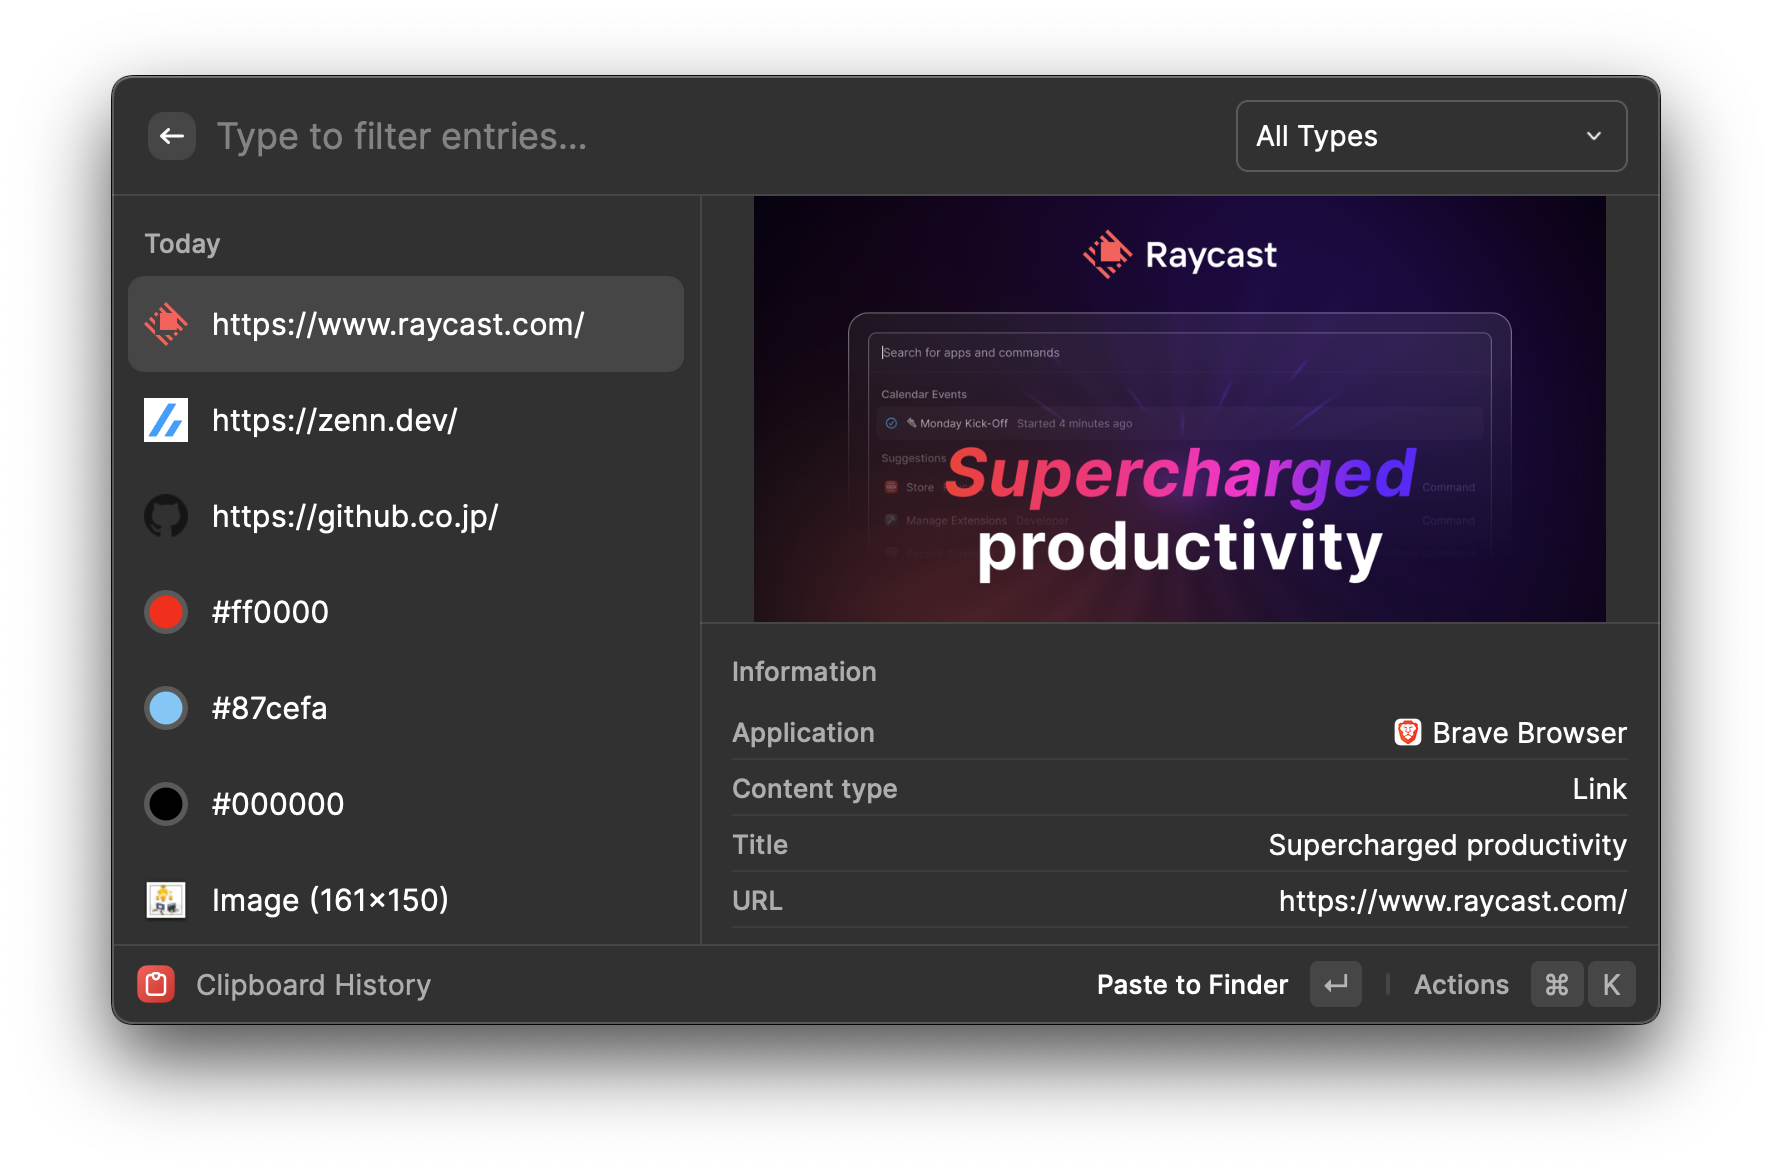 Type to filter entries...
All Types
Today
https://www.raycast.com/
https://zenn.dev/
https://github.co.jp/
#ff0000
#87cefa
#000000
Image (161×150)
Raycast
Search for apps and commands
Calendar Events
Monday Kick-Off Started 4 minutes ago
Suggestions
Store Command
Manage Extensions Developer Command
Supercharged
productivity
Information
Application Brave Browser
Content type Link
Title Supercharged productivity
URL https://www.raycast.com/
Clipboard History
Paste to Finder
Actions ⌘ K